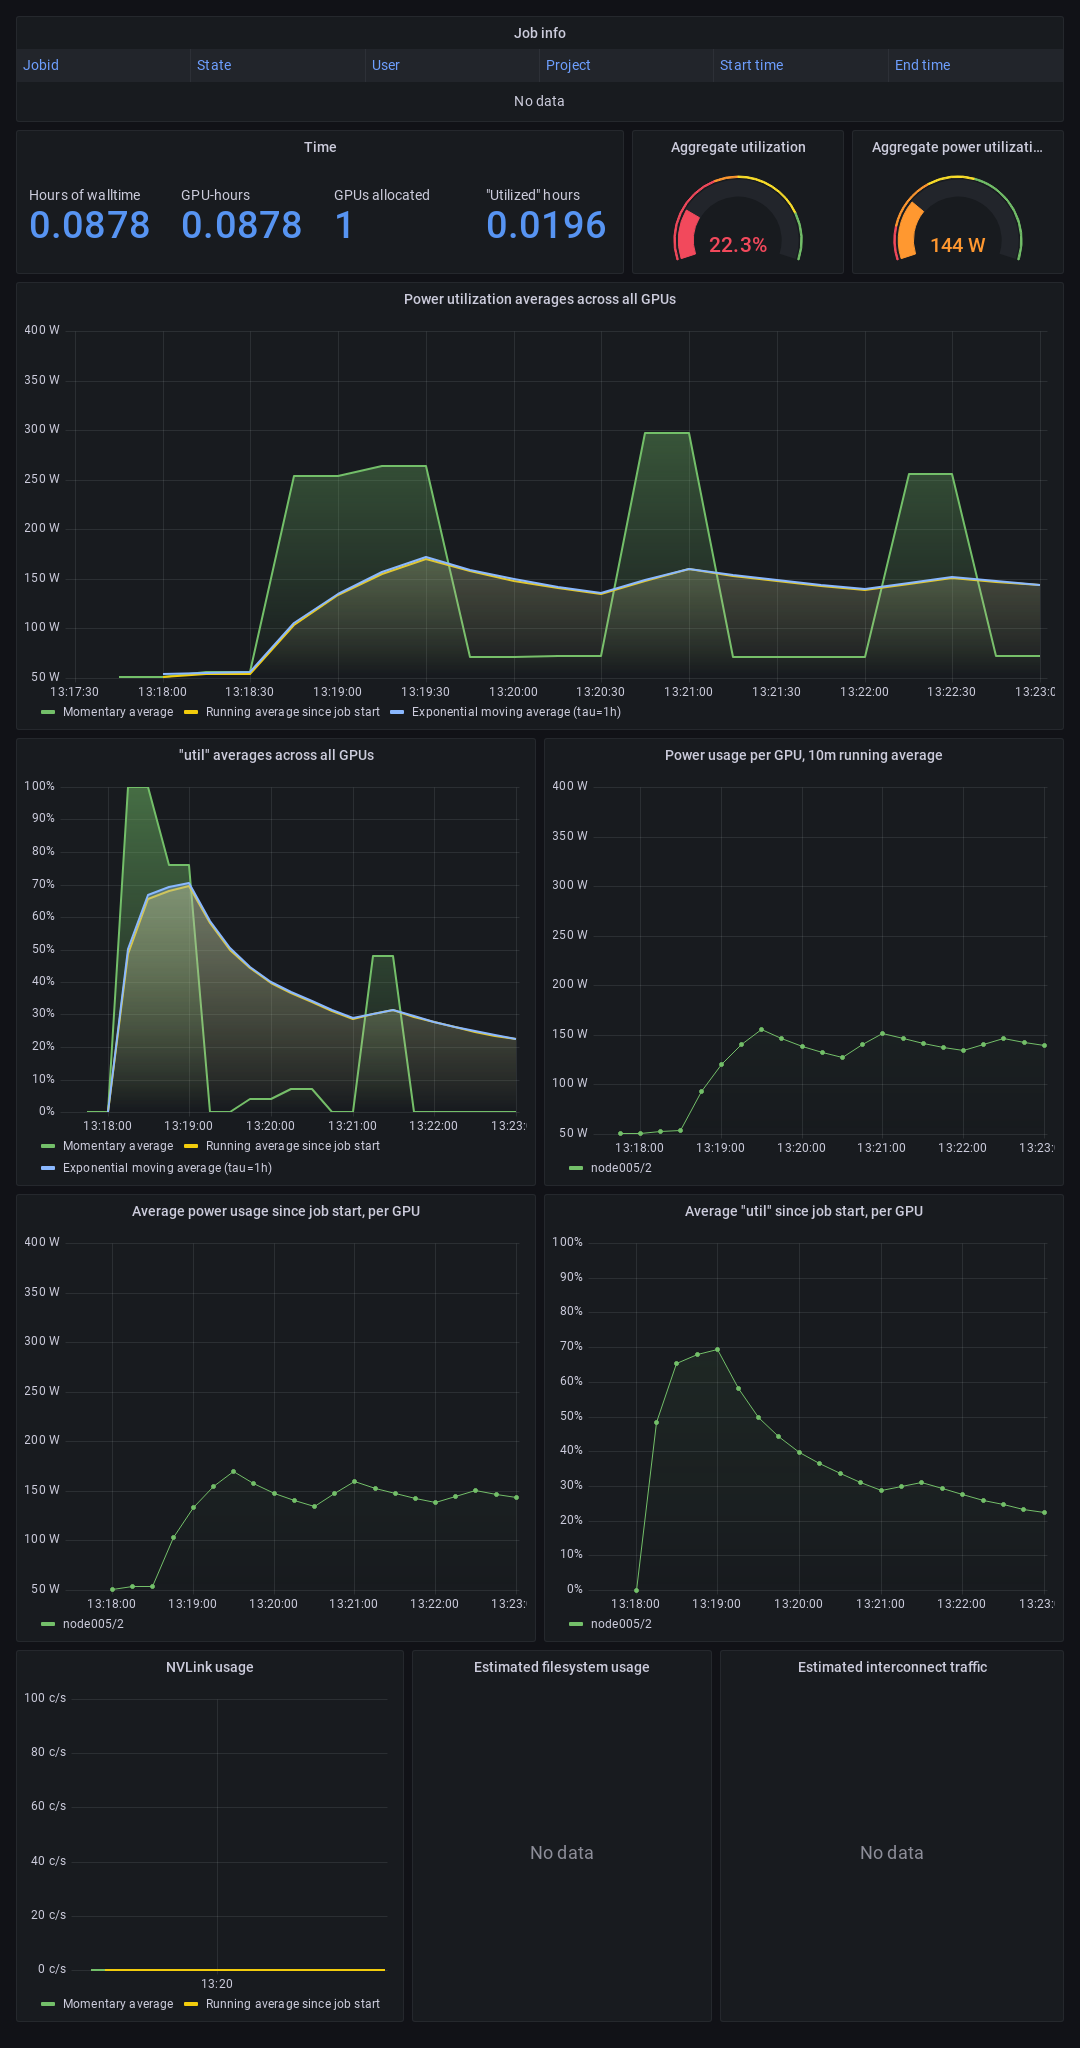 Job info
Jobid State User Project Start time End time
No data
Time
Hours of walltime GPU-hours GPUs allocated "Utilized" hours
0.0878 0.0878 1 0.0196
Aggregate utilization
22.3%
Aggregate power utilizati...
144 W
Power utilization averages across all GPUs
400 W
350 W
300 W
250 W
200 W
150 W
100 W
50 W
13:17:30 13:18:00 13:18:30 13:19:00 13:19:30 13:20:00 13:20:30 13:21:00 13:21:30 13:22:00 13:22:30 13:23:0
Momentary average Running average since job start Exponential moving average (tau=1h)
"util" averages across all GPUs
100%
90%
80%
70%
60%
50%
40%
30%
20%
10%
0%
13:18:00 13:19:00 13:20:00 13:21:00 13:22:00 13:23:
Momentary average Running average since job start
Exponential moving average (tau=1h)
Power usage per GPU, 10m running average
400 W
350 W
300 W
250 W
200 W
150 W
100 W
50 W
13:18:00 13:19:00 13:20:00 13:21:00 13:22:00 13:23:
node005/2
Average power usage since job start, per GPU
400 W
350 W
300 W
250 W
200 W
150 W
100 W
50 W
13:18:00 13:19:00 13:20:00 13:21:00 13:22:00 13:23:
node005/2
Average "util" since job start, per GPU
100%
90%
80%
70%
60%
50%
40%
30%
20%
10%
0%
13:18:00 13:19:00 13:20:00 13:21:00 13:22:00 13:23:
node005/2
NVLink usage
100 c/s
80 c/s
60 c/s
40 c/s
20 c/s
0 c/s
13:20
Momentary average Running average since job start
Estimated filesystem usage
No data
Estimated interconnect traffic
No data